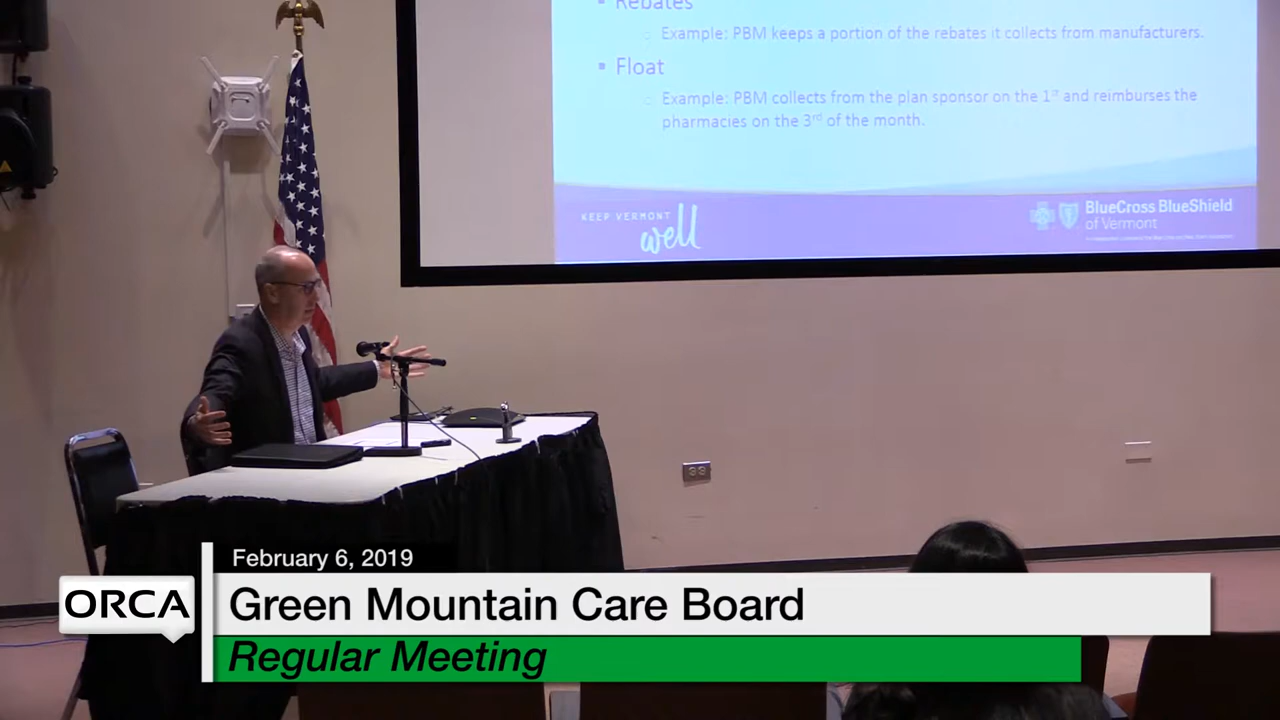 ▪ Rebates
○ Example: PBM keeps a portion of the rebates it collects from manufacturers.
▪ Float
○ Example: PBM collects from the plan sponsor on the 1st and reimburses the
pharmacies on the 3rd of the month.
KEEP VERMONT
well
BlueCross BlueShield
of Vermont
February 6, 2019
ORCA
Green Mountain Care Board
Regular Meeting